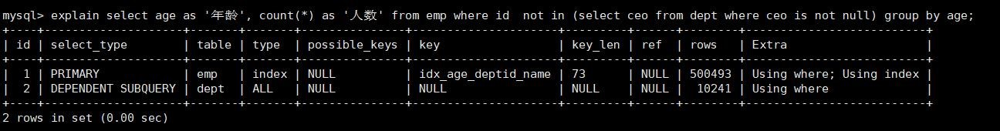 mysql> explain select age as '年龄', count(*) as '人数' from emp where id  not in (select ceo from dept where ceo is not null) group by age;
+----+--------------------+-------+-------+---------------+---------------------+---------+------+--------+--------------------------+
| id | select_type        | table | type  | possible_keys | key                 | key_len | ref  | rows   | Extra                    |
+----+--------------------+-------+-------+---------------+---------------------+---------+------+--------+--------------------------+
|  1 | PRIMARY            | emp   | index | NULL          | idx_age_deptid_name | 73      | NULL | 500493 | Using where; Using index |
|  2 | DEPENDENT SUBQUERY | dept  | ALL   | NULL          | NULL                | NULL    | NULL |  10241 | Using where              |
+----+--------------------+-------+-------+---------------+---------------------+---------+------+--------+--------------------------+
2 rows in set (0.00 sec)